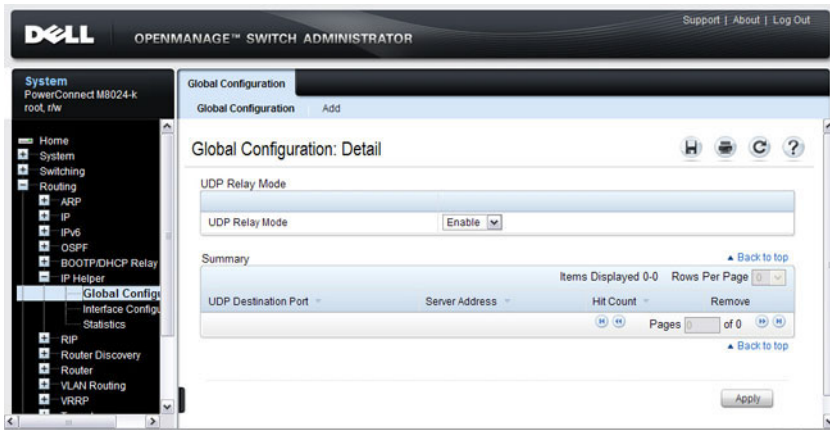 Support | About | Log Out
DELL OPENMANAGE™ SWITCH ADMINISTRATOR
System
PowerConnect M8024-k
root, r/w
Home
System
Switching
Routing
ARP
IP
IPv6
OSPF
BOOTP/DHCP Relay
IP Helper
Global Configu
Interface Configu
Statistics
RIP
Router Discovery
Router
VLAN Routing
VRRP
Global Configuration
Global Configuration Add
Global Configuration: Detail
UDP Relay Mode
UDP Relay Mode Enable
Summary Back to top
Items Displayed 0-0 Rows Per Page 0
UDP Destination Port Server Address Hit Count Remove
Pages 0 of 0
Back to top
Apply